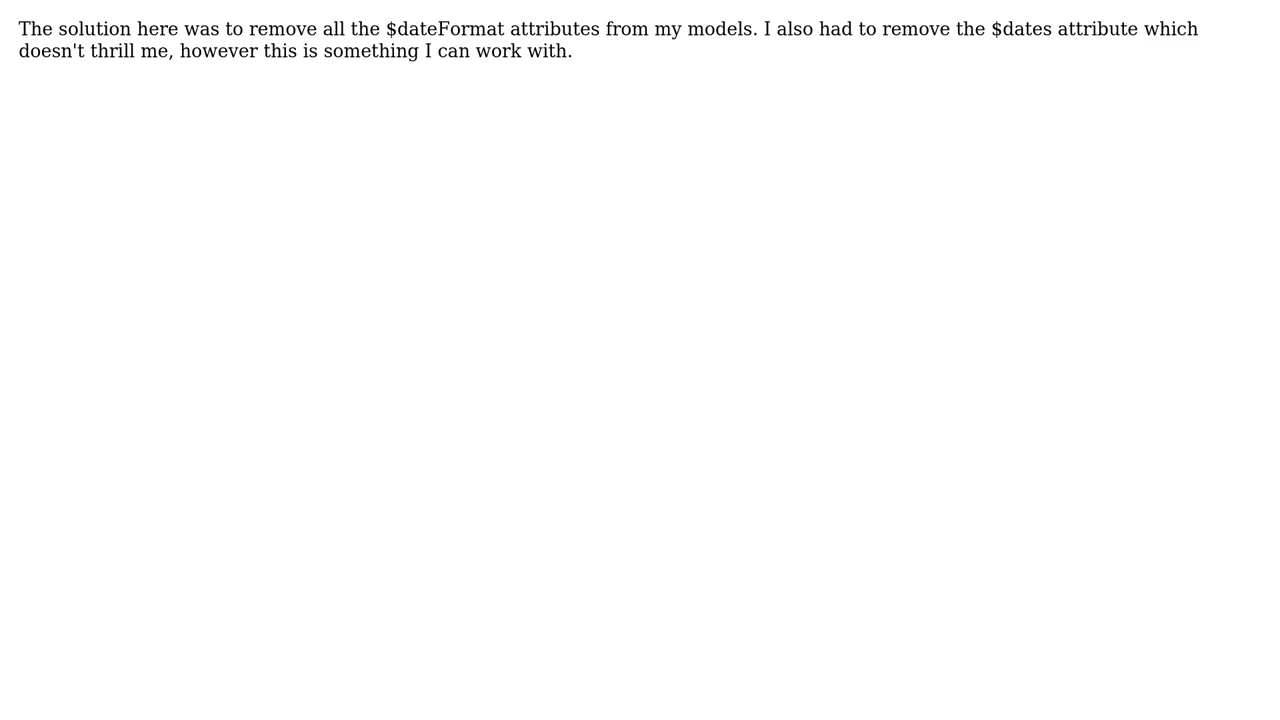 The solution here was to remove all the $dateFormat attributes from my models. I also had to remove the $dates attribute which
doesn't thrill me, however this is something I can work with.